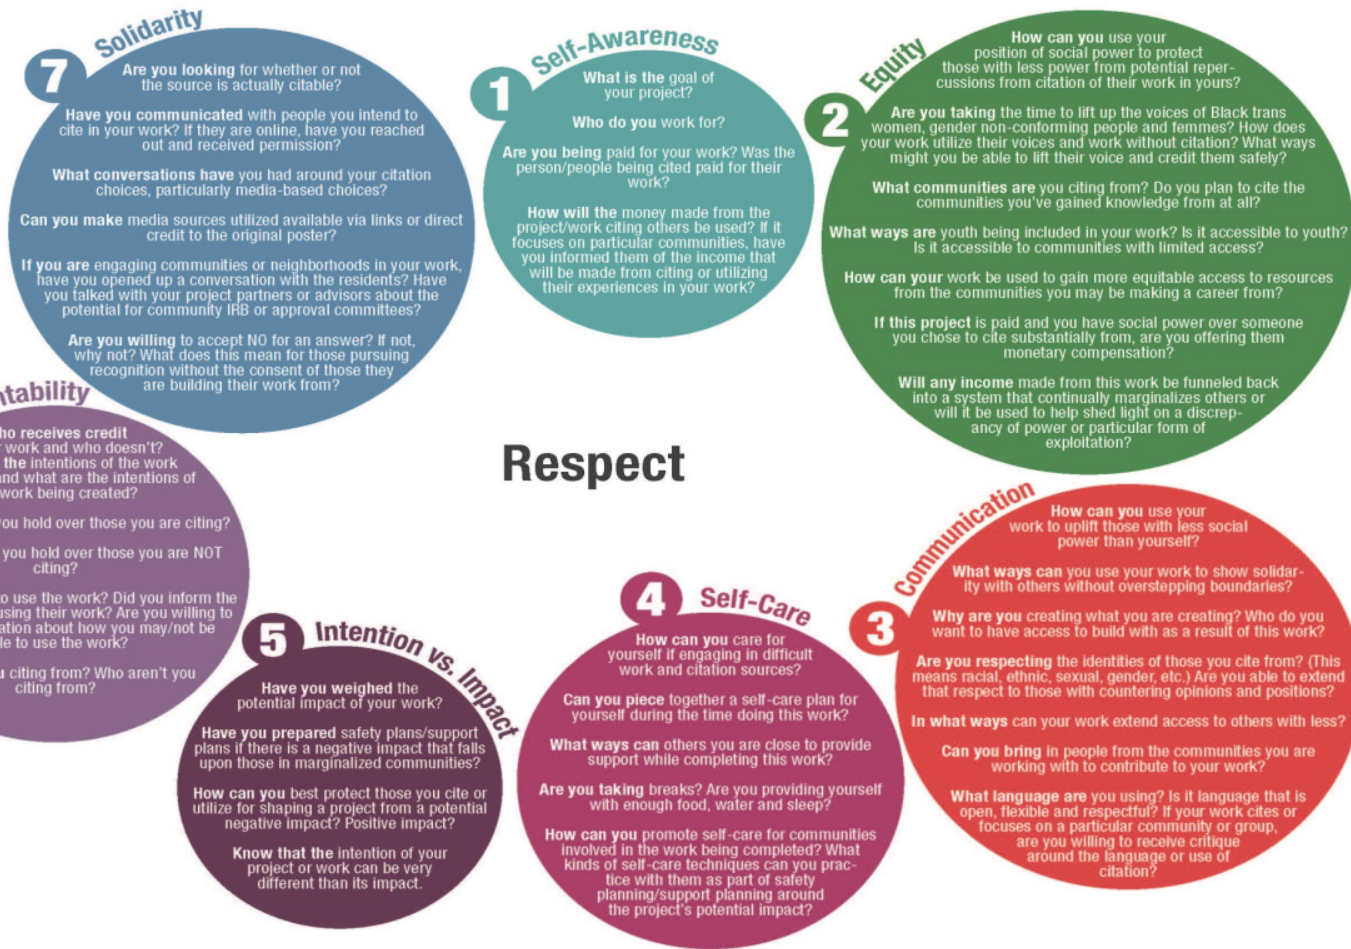 Solidarity
7
Are you looking for whether or not
the source is actually citable?
Have you communicated with people you intend to
cite in your work? If they are online, have you reached
out and received permission?
What conversations have you had around your citation
choices, particularly media-based choices?
Can you make media sources utilized available via links or direct
credit to the original poster?
If you are engaging communities or neighborhoods in your work,
have you opened up a conversation with the residents? Have
you talked with your project partners or advisors about the
potential for community IRB or approval committees?
Are you willing to accept NO for an answer? If not,
why not? What does this mean for those pursuing
recognition without the consent of those they
are building their work from?
Self-Awareness
1
What is the goal of
your project?
Who do you work for?
Are you being paid for your work? Was the
person/people being cited paid for their
work?
How will the money made from the
project/work citing others be used? If it
focuses on particular communities, have
you informed them of the income that
will be made from citing or utilizing
their experiences in your work?
Equity
2
How can you use your
position of social power to protect
those with less power from potential reper-
cussions from citation of their work in yours?
Are you taking the time to lift up the voices of Black trans
women, gender non-conforming people and femmes? How does
your work utilize their voices and work without citation? What ways
might you be able to lift their voice and credit them safely?
What communities are you citing from? Do you plan to cite the
communities you've gained knowledge from at all?
What ways are youth being included in your work? Is it accessible to youth?
Is it accessible to communities with limited access?
How can your work be used to gain more equitable access to resources
from the communities you may be making a career from?
If this project is paid and you have social power over someone
you chose to cite substantially from, are you offering them
monetary compensation?
Will any income made from this work be funneled back
into a system that continually marginalizes others or
will it be used to help shed light on a discrep-
ancy of power or particular form of
exploitation?
Respect
Communication
3
How can you use your
work to uplift those with less social
power than yourself?
What ways can you use your work to show solidar-
ity with others without overstepping boundaries?
Why are you creating what you are creating? Who do you
want to have access to build with as a result of this work?
Are you respecting the identities of those you cite from? (This
means racial, ethnic, sexual, gender, etc.) Are you able to extend
that respect to those with countering opinions and positions?
In what ways can your work extend access to others with less?
Can you bring in people from the communities you are
working with to contribute to your work?
What language are you using? Is it language that is
open, flexible and respectful? If your work cites or
focuses on a particular community or group,
are you willing to receive critique
around the language or use of
citation?
4
Self-Care
How can you care for
yourself if engaging in difficult
work and citation sources?
Can you piece together a self-care plan for
yourself during the time doing this work?
What ways can others you are close to provide
support while completing this work?
Are you taking breaks? Are you providing yourself
with enough food, water and sleep?
How can you promote self-care for communities
involved in the work being completed? What
kinds of self-care techniques can you prac-
tice with them as part of safety
planning/support planning around
the project's potential impact?
5
Intention vs. Impact
Have you weighed the
potential impact of your work?
Have you prepared safety plans/support
plans if there is a negative impact that falls
upon those in marginalized communities?
How can you best protect those you cite or
utilize for shaping a project from a potential
negative impact? Positive impact?
Know that the intention of your
project or work can be very
different than its impact.
ntability
ho receives credit
work and who doesn't?
the intentions of the work
and what are the intentions of
work being created?
you hold over those you are citing?
you hold over those you are NOT
citing?
to use the work? Did you inform the
using their work? Are you willing to
ation about how you may/not be
le to use the work?
u citing from? Who aren't you
citing from?